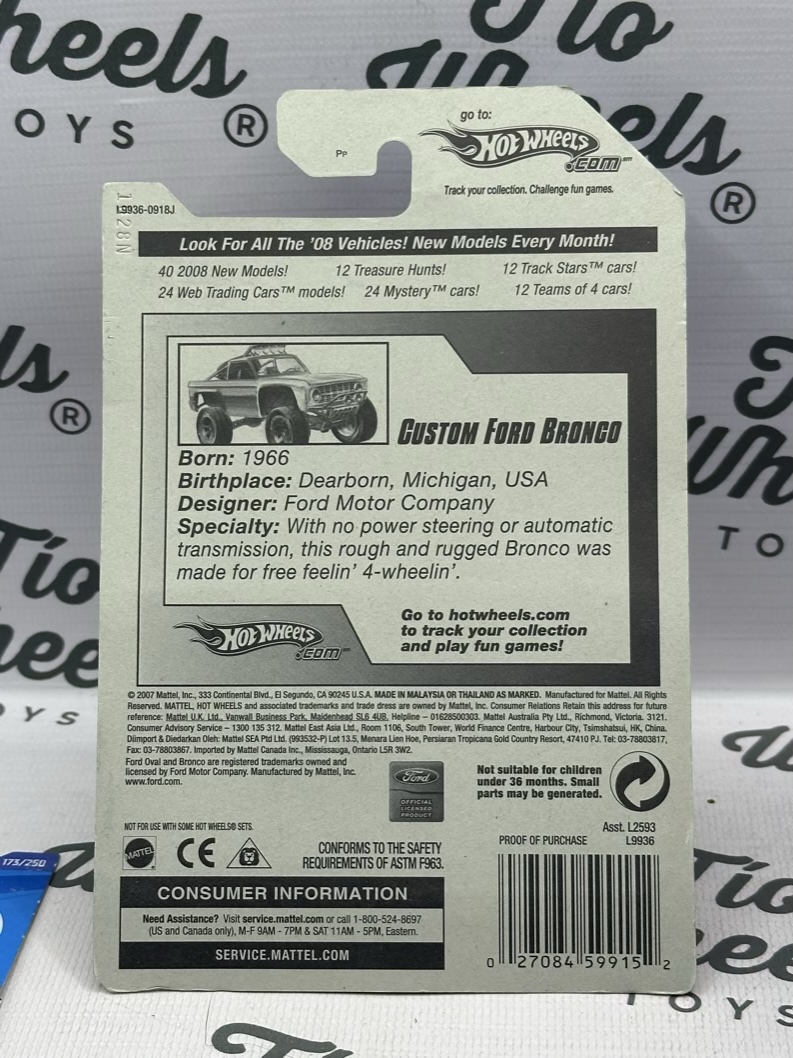 heels
OYS ®
Tío
Wheels
®
go to:
HOT WHEELS
.COM™
PP
Track your collection. Challenge fun games.
L9936-0918J
Look For All The '08 Vehicles! New Models Every Month!
40 2008 New Models! 12 Treasure Hunts! 12 Track Stars™ cars!
24 Web Trading Cars™ models! 24 Mystery™ cars! 12 Teams of 4 cars!
CUSTOM FORD BRONCO
Born: 1966
Birthplace: Dearborn, Michigan, USA
Designer: Ford Motor Company
Specialty: With no power steering or automatic
transmission, this rough and rugged Bronco was
made for free feelin' 4-wheelin'.
HOT WHEELS
.COM™
Go to hotwheels.com
to track your collection
and play fun games!
© 2007 Mattel, Inc., 333 Continental Blvd., El Segundo, CA 90245 U.S.A. MADE IN MALAYSIA OR THAILAND AS MARKED. Manufactured for Mattel. All Rights
Reserved. MATTEL, HOT WHEELS and associated trademarks and trade dress are owned by Mattel, Inc. Consumer Relations Retain this address for future
reference: Mattel U.K. Ltd., Vanwall Business Park, Maidenhead SL6 4UB. Helpline – 01628500303. Mattel Australia Pty Ltd., Richmond, Victoria. 3121.
Consumer Advisory Service – 1300 135 312. Mattel East Asia Ltd., Room 1106, South Tower, World Finance Centre, Harbour City, Tsimshatsui, HK, China.
Diimport & Diedarkan Oleh: Mattel SEA Ptd Ltd. (993532-P) Lot 13.5, Menara Lien Hoe, Persiaran Tropicana Golf Country Resort, 47410 PJ. Tel: 03-78803817,
Fax: 03-78803867. Imported by Mattel Canada Inc., Mississauga, Ontario L5R 3W2.
Ford Oval and Bronco are registered trademarks owned and
licensed by Ford Motor Company. Manufactured by Mattel, Inc.
www.ford.com.
Ford
OFFICIAL
LICENSED
PRODUCT
Not suitable for children
under 36 months. Small
parts may be generated.
NOT FOR USE WITH SOME HOT WHEELS® SETS.
Asst. L2593
PROOF OF PURCHASE L9936
MATTEL CE
CONFORMS TO THE SAFETY
REQUIREMENTS OF ASTM F963.
CONSUMER INFORMATION
Need Assistance? Visit service.mattel.com or call 1-800-524-8697
(US and Canada only), M-F 9AM - 7PM & SAT 11AM - 5PM, Eastern.
SERVICE.MATTEL.COM
0 27084 59915 2
173/250
TOYS